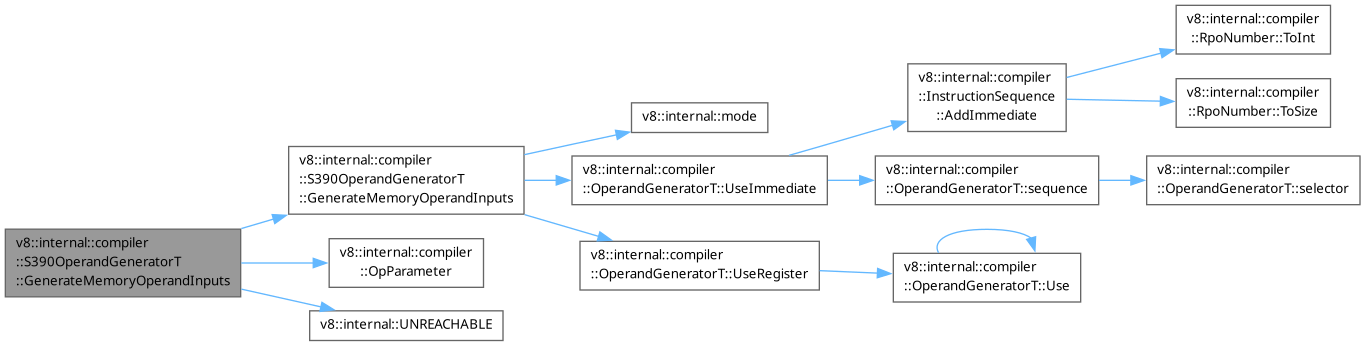 v8::internal::compiler
::S390OperandGeneratorT
::GenerateMemoryOperandInputs
v8::internal::compiler
::S390OperandGeneratorT
::GenerateMemoryOperandInputs
v8::internal::compiler
::OpParameter
v8::internal::UNREACHABLE
v8::internal::mode
v8::internal::compiler
::OperandGeneratorT::UseImmediate
v8::internal::compiler
::OperandGeneratorT::UseRegister
v8::internal::compiler
::InstructionSequence
::AddImmediate
v8::internal::compiler
::OperandGeneratorT::sequence
v8::internal::compiler
::OperandGeneratorT::Use
v8::internal::compiler
::RpoNumber::ToInt
v8::internal::compiler
::RpoNumber::ToSize
v8::internal::compiler
::OperandGeneratorT::selector